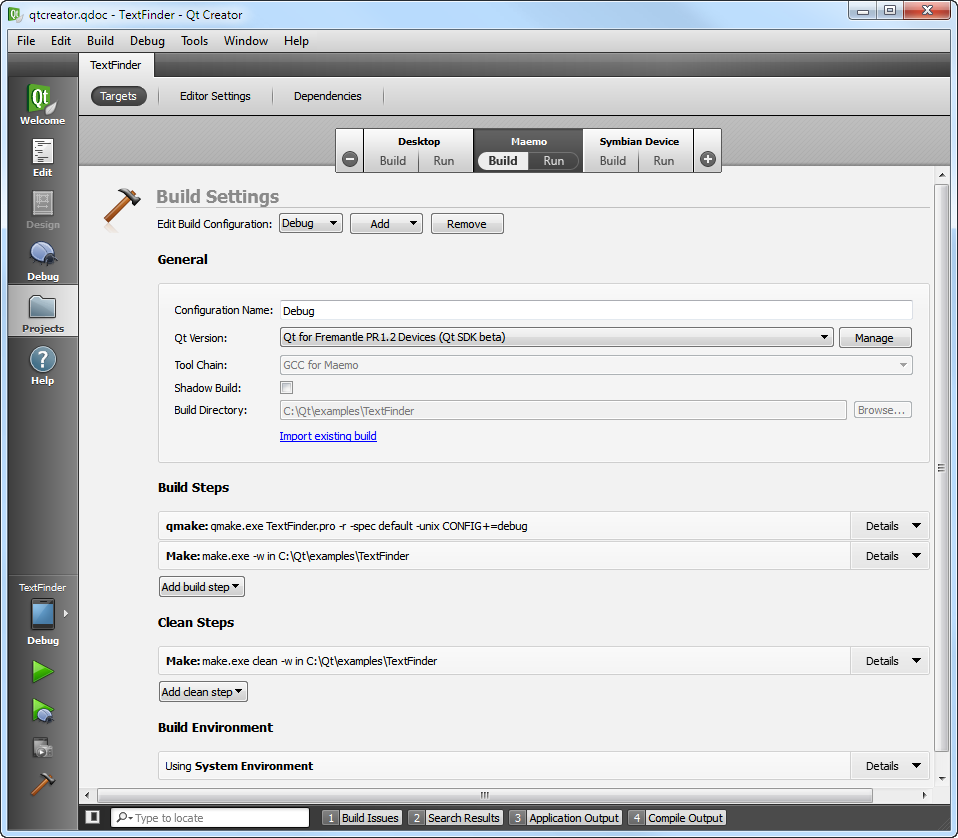 qtcreator.qdoc - TextFinder - Qt Creator
File Edit Build Debug Tools Window Help
TextFinder
Targets Editor Settings Dependencies
Desktop Maemo Symbian Device
Build Run Build Run Build Run
Qt
Welcome
Edit
Design
Debug
Projects
Help
Build Settings
Edit Build Configuration: Debug Add Remove
General
Configuration Name: Debug
Qt Version: Qt for Fremantle PR1.2 Devices (Qt SDK beta) Manage
Tool Chain: GCC for Maemo
Shadow Build:
Build Directory: C:\Qt\examples\TextFinder Browse...
Import existing build
Build Steps
qmake: qmake.exe TextFinder.pro -r -spec default -unix CONFIG+=debug Details
Make: make.exe -w in C:\Qt\examples\TextFinder Details
Add build step
Clean Steps
Make: make.exe clean -w in C:\Qt\examples\TextFinder Details
Add clean step
Build Environment
Using System Environment Details
TextFinder
Debug
Type to locate 1 Build Issues 2 Search Results 3 Application Output 4 Compile Output